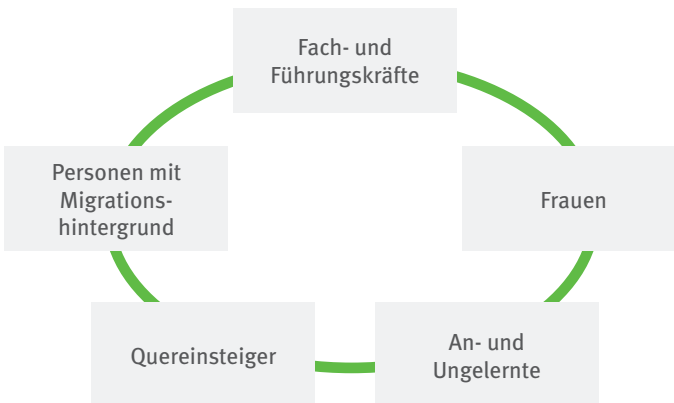 Fach- und
Führungskräfte
Personen mit
Migrations-
hintergrund
Frauen
Quereinsteiger
An- und
Ungelernte